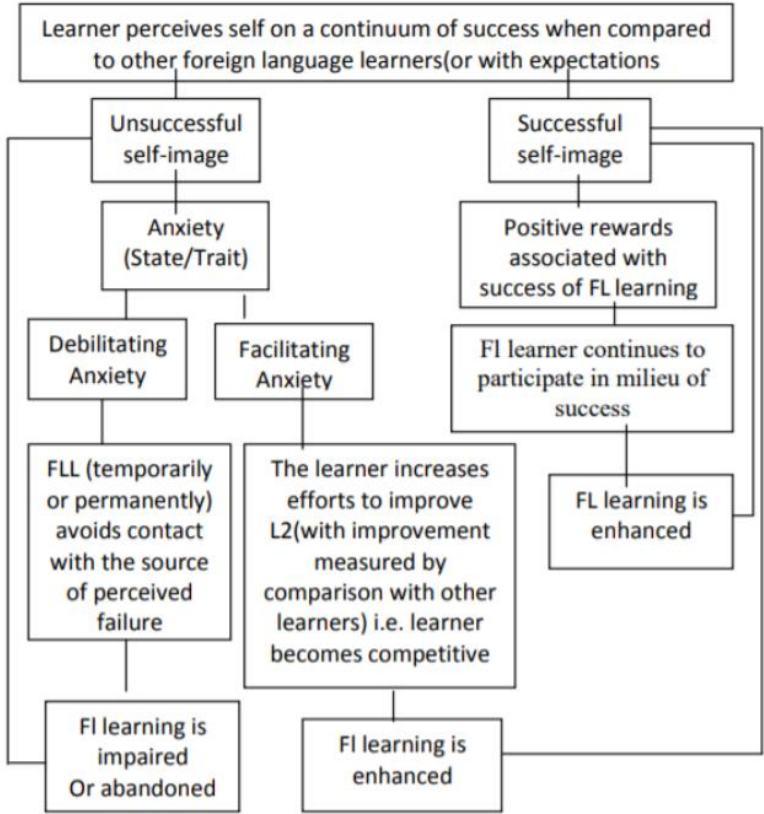 Learner perceives self on a continuum of success when compared
to other foreign language learners(or with expectations
Unsuccessful
self-image
Successful
self-image
Anxiety
(State/Trait)
Positive rewards
associated with
success of FL learning
Debilitating
Anxiety
Facilitating
Anxiety
Fl learner continues to
participate in milieu of
success
FLL (temporarily
or permanently)
avoids contact
with the source
of perceived
failure
The learner increases
efforts to improve
L2(with improvement
measured by
comparison with other
learners) i.e. learner
becomes competitive
FL learning is
enhanced
Fl learning is
impaired
Or abandoned
Fl learning is
enhanced